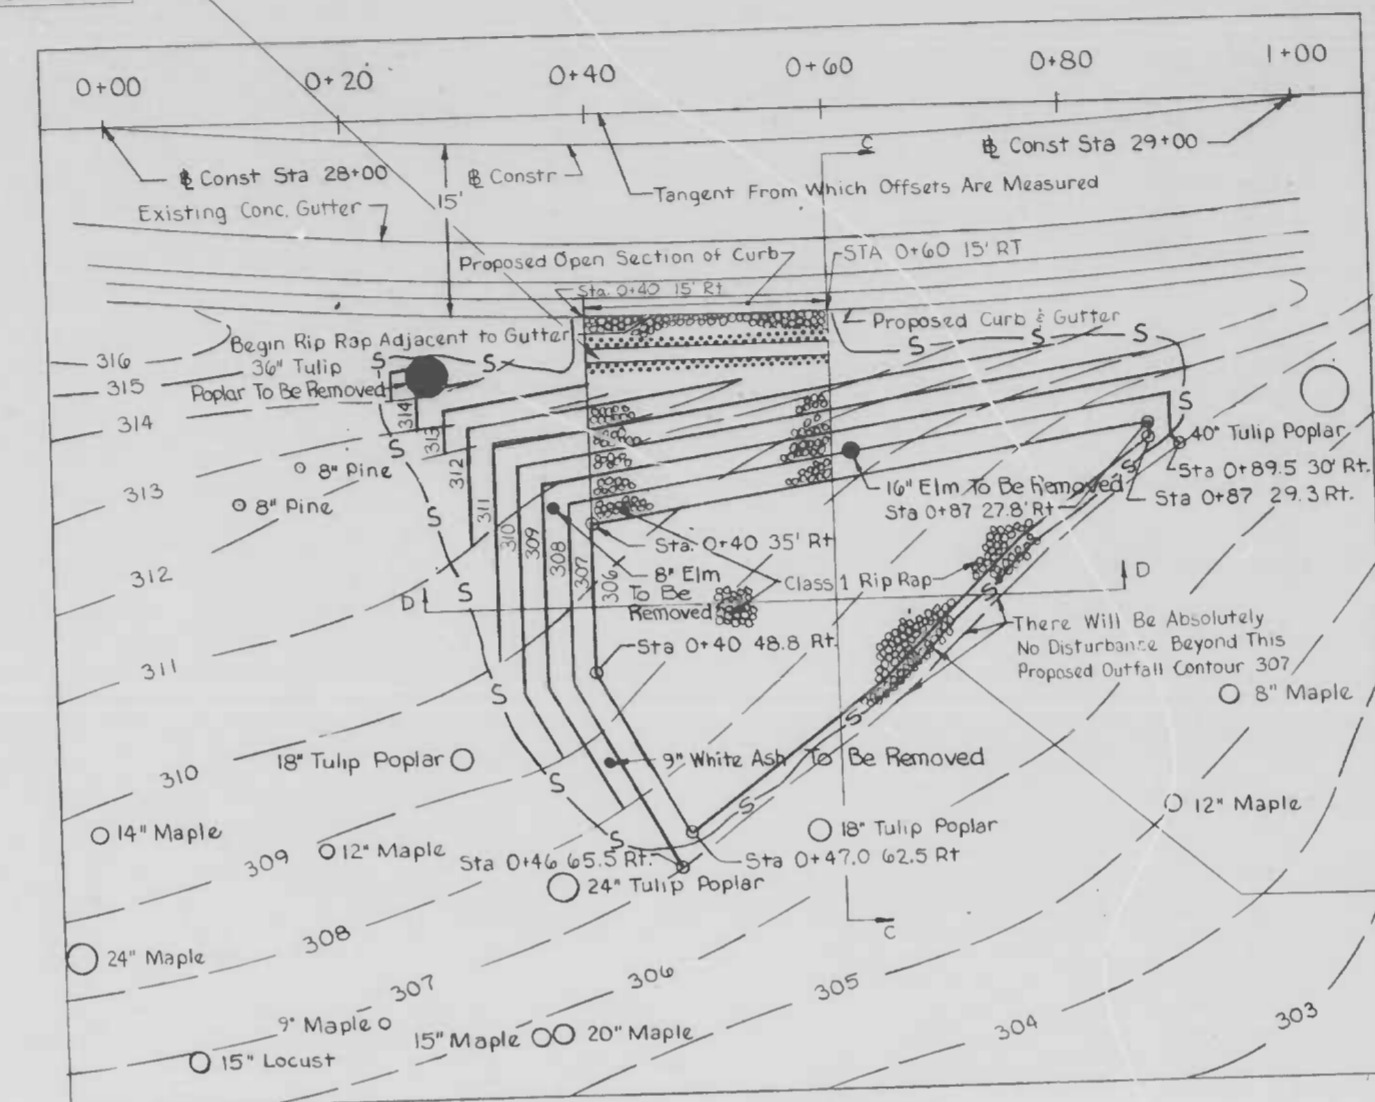 0+00
0+20
0+40
0+60
0+80
1+00
℄ Const Sta 28+00
℄ Constr
15'
C
℄ Const Sta 29+00
Tangent From Which Offsets Are Measured
Existing Conc. Gutter
Proposed Open Section of Curb
STA 0+60 15' RT
Sta. 0+40 15' Rt
Proposed Curb & Gutter
Begin Rip Rap Adjacent to Gutter
S
S
S
S
S
316
315
314
313
312
311
310
309
308
307
306
305
304
303
36" Tulip
Poplar To Be Removed
314
313
312
311
310
309
308
307
306
S
S
40" Tulip Poplar
Sta 0+89.5 30' Rt.
Sta 0+87 29.3 Rt.
8" Pine
8" Pine
16" Elm To Be Removed
Sta 0+87 27.8' Rt
S
S
Sta. 0+40 35' Rt
8" Elm
To Be
Removed
Class 1 Rip Rap
D
D
S
S
There Will Be Absolutely
No Disturbance Beyond This
Proposed Outfall Contour 307
Sta 0+40 48.8 Rt.
8" Maple
S
S
18" Tulip Poplar
9" White Ash To Be Removed
S
S
S
12" Maple
14" Maple
12" Maple
18" Tulip Poplar
Sta 0+46 65.5 Rt.
Sta 0+47.0 62.5 Rt
24" Tulip Poplar
C
24" Maple
9" Maple
15" Maple
20" Maple
15" Locust